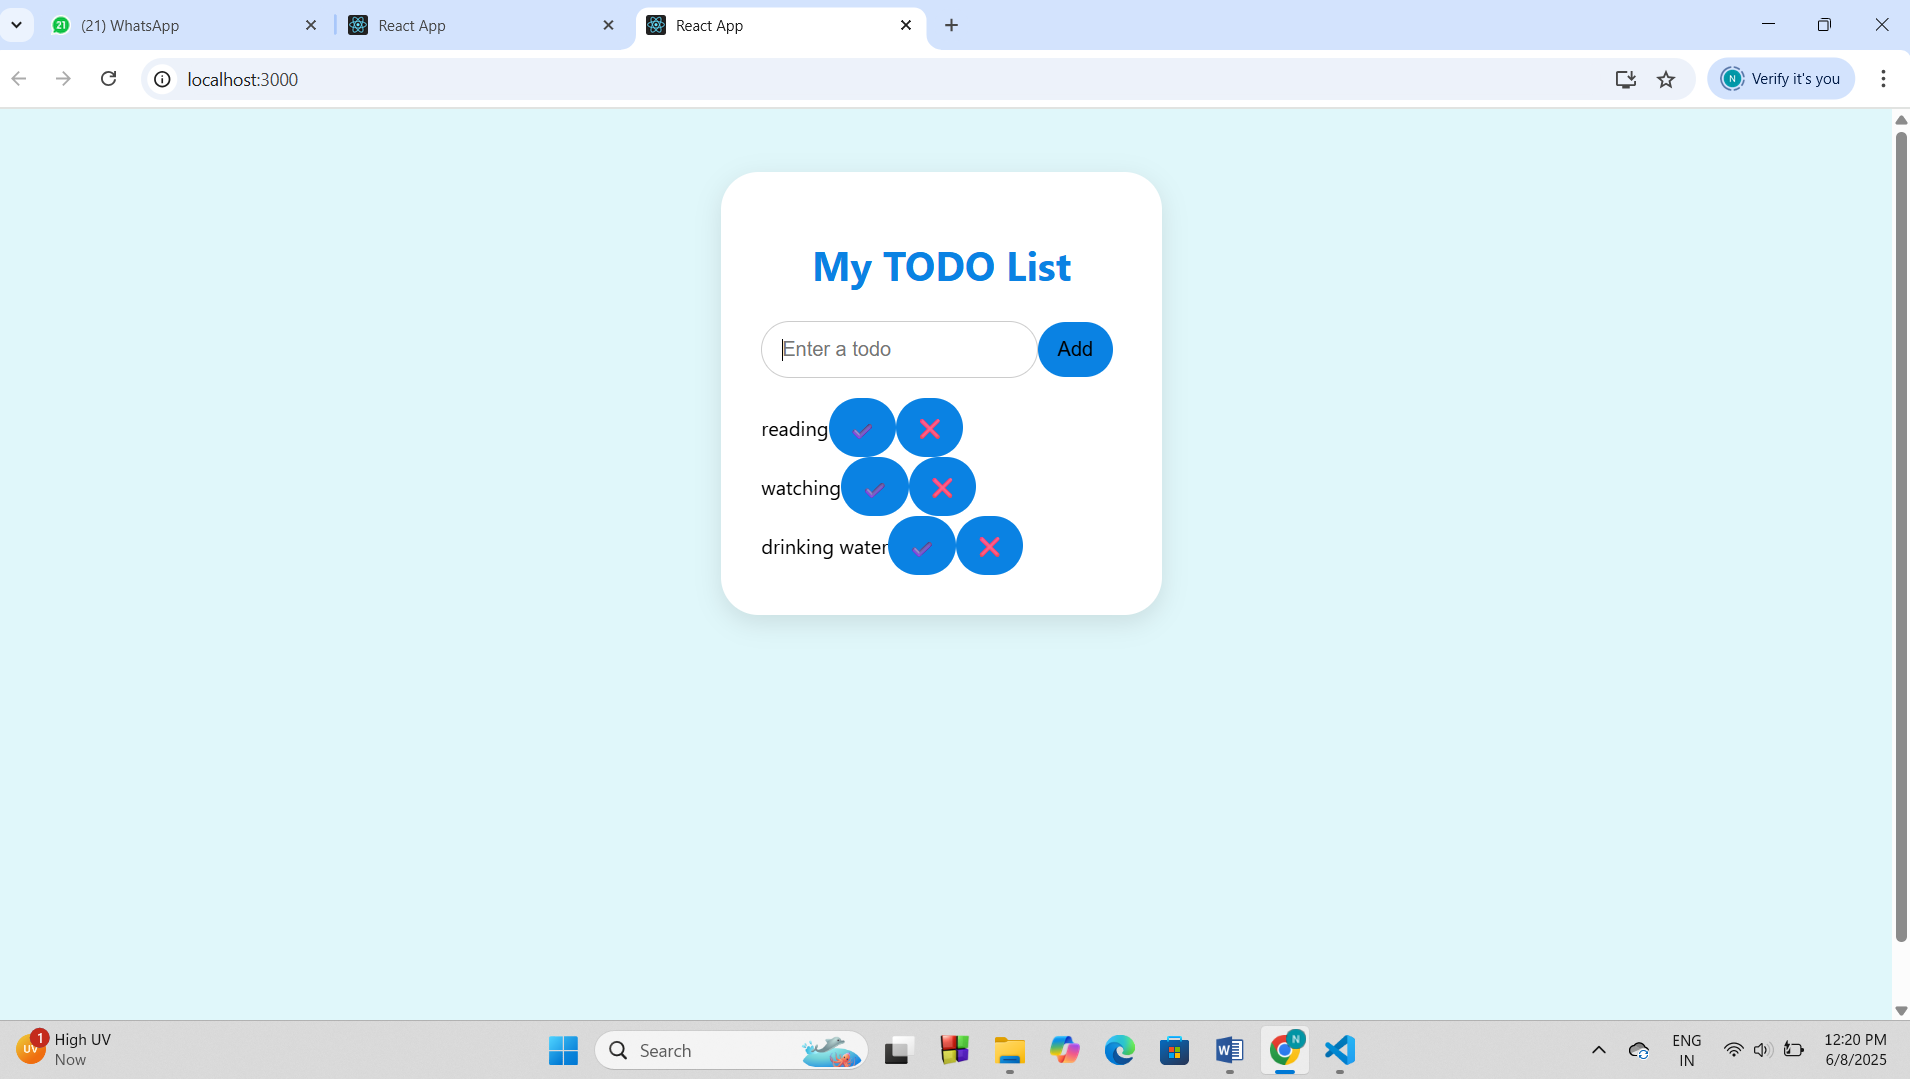 21 (21) WhatsApp
React App
React App
localhost:3000
N Verify it's you
My TODO List
Enter a todo
Add
reading
watching
drinking water
1
UV
High UV
Now
Search
W
N
ENG
IN
12:20 PM
6/8/2025